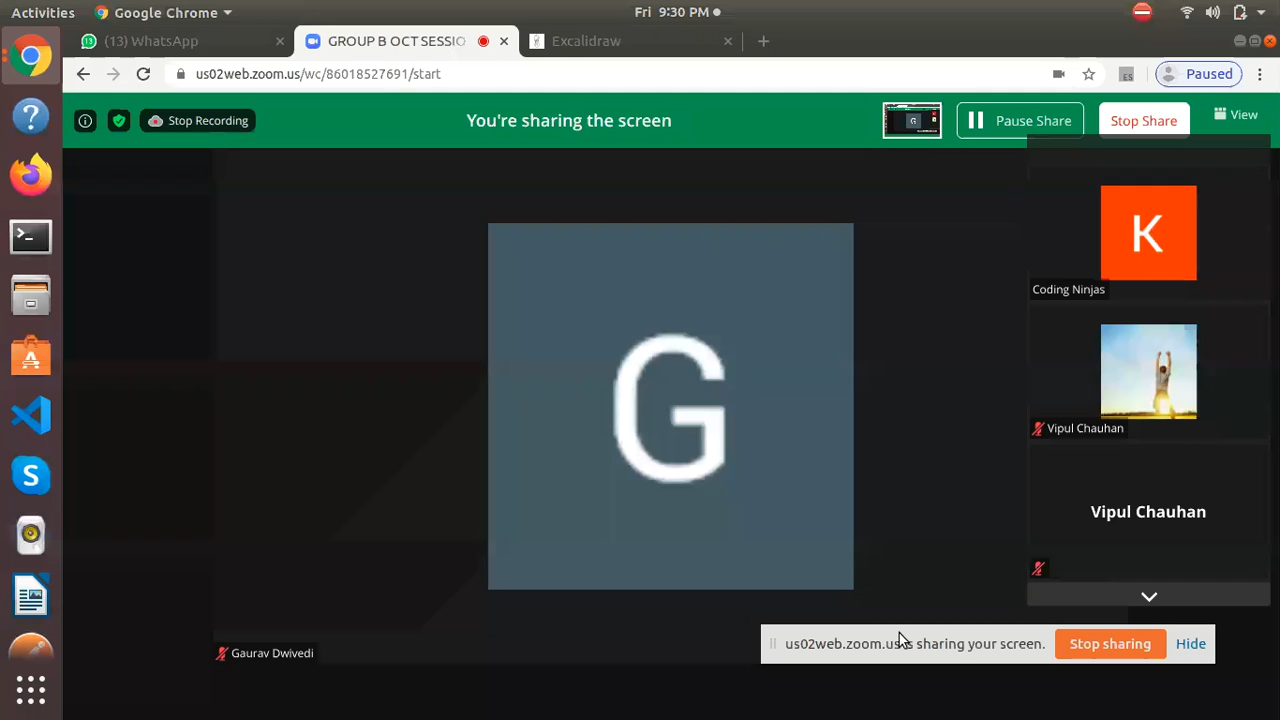 Activities
Google Chrome
Fri 9:30 PM
(13) WhatsApp
GROUP B OCT SESSIO
Excalidraw
us02web.zoom.us/wc/86018527691/start
ES
Paused
Stop Recording
You're sharing the screen
Pause Share
Stop Share
View
K
Coding Ninjas
G
Vipul Chauhan
Vipul Chauhan
us02web.zoom.us is sharing your screen.
Stop sharing
Hide
Gaurav Dwivedi